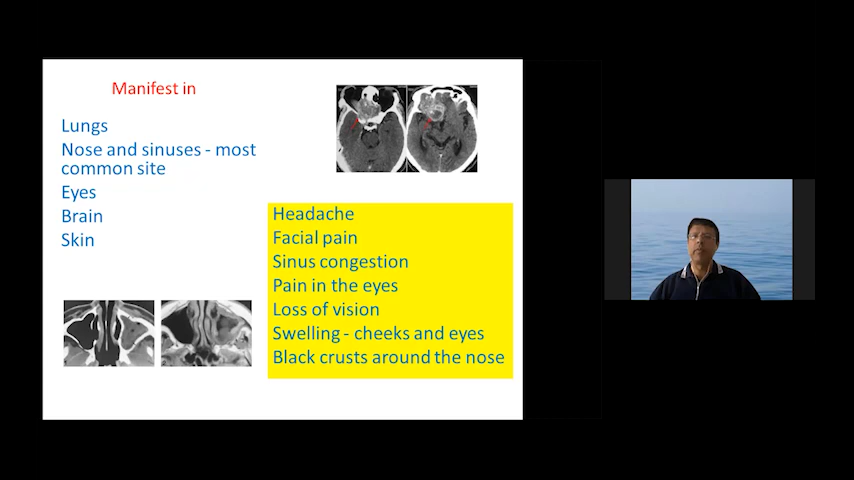 Manifest in
Lungs
Nose and sinuses - most
common site
Eyes
Brain
Skin
Headache
Facial pain
Sinus congestion
Pain in the eyes
Loss of vision
Swelling - cheeks and eyes
Black crusts around the nose